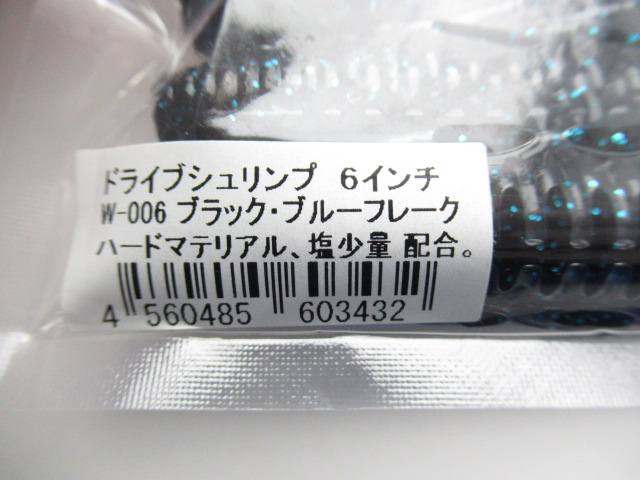 ドライブシュリンプ 6インチ
W-006 ブラック・ブルーフレーク
ハードマテリアル、塩少量 配合。
4 560485 603432